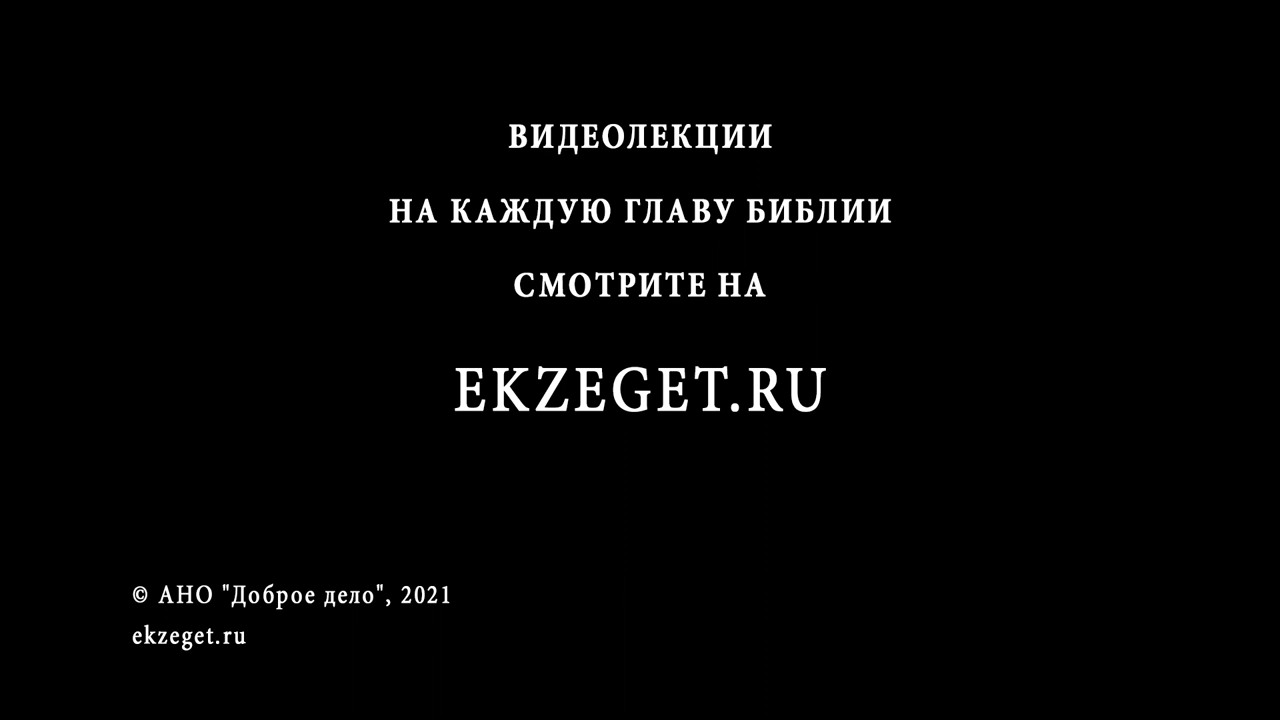 ВИДЕОЛЕКЦИИ
НА КАЖДУЮ ГЛАВУ БИБЛИИ
СМОТРИТЕ НА
EKZEGET.RU
© АНО "Доброе дело", 2021
ekzeget.ru